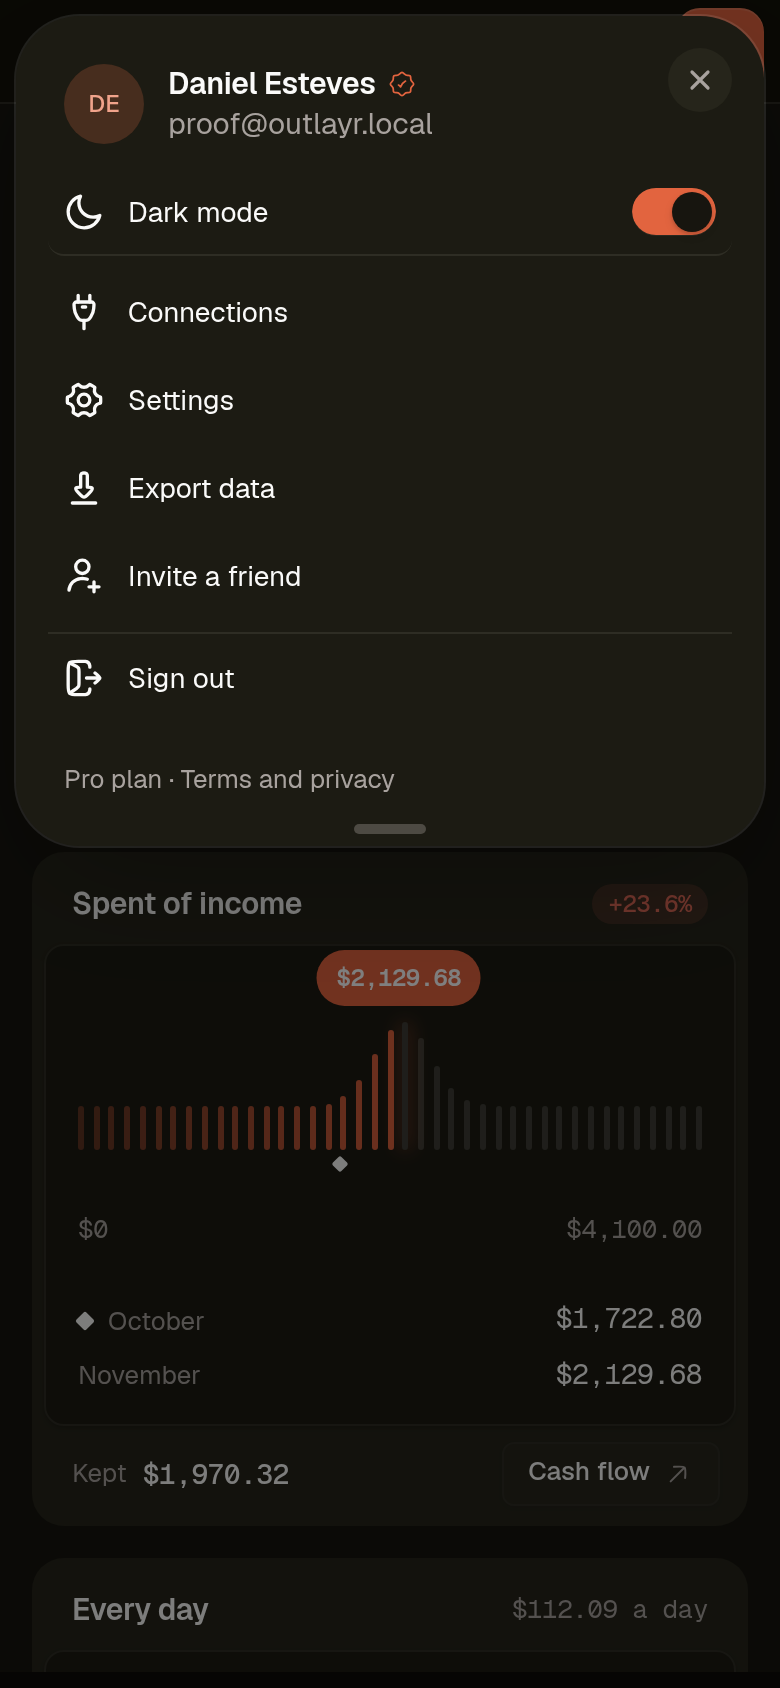 DE
Daniel Esteves
proof@outlayr.local
Dark mode
Connections
Settings
Export data
Invite a friend
Sign out
Pro plan · Terms and privacy
Spent of income
+23.6%
$2,129.68
$0
$4,100.00
October
$1,722.80
November
$2,129.68
Kept $1,970.32
Cash flow
Every day
$112.09 a day